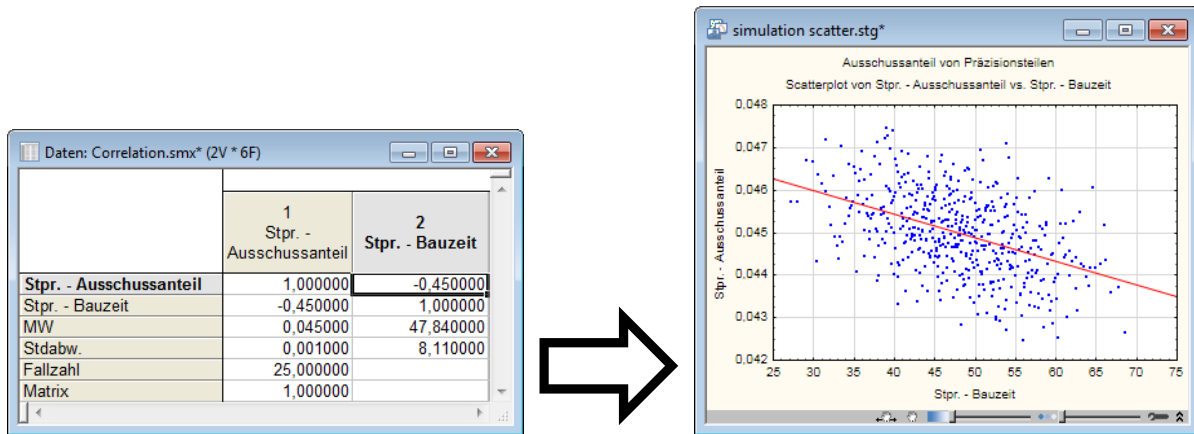 Daten: Correlation.smx* (2V * 6F)
1 2
Stpr. - Stpr. - Bauzeit
Ausschussanteil
Stpr. - Ausschussanteil 1,000000 -0,450000
Stpr. - Bauzeit -0,450000 1,000000
MW 0,045000 47,840000
Stdabw. 0,001000 8,110000
Fallzahl 25,000000
Matrix 1,000000
simulation scatter.stg*
Ausschussanteil von Präzisionsteilen
Scatterplot von Stpr. - Ausschussanteil vs. Stpr. - Bauzeit
0,048
0,047
0,046
0,045
0,044
0,043
0,042
Stpr. - Ausschussanteil
25 30 35 40 45 50 55 60 65 70 75
Stpr. - Bauzeit